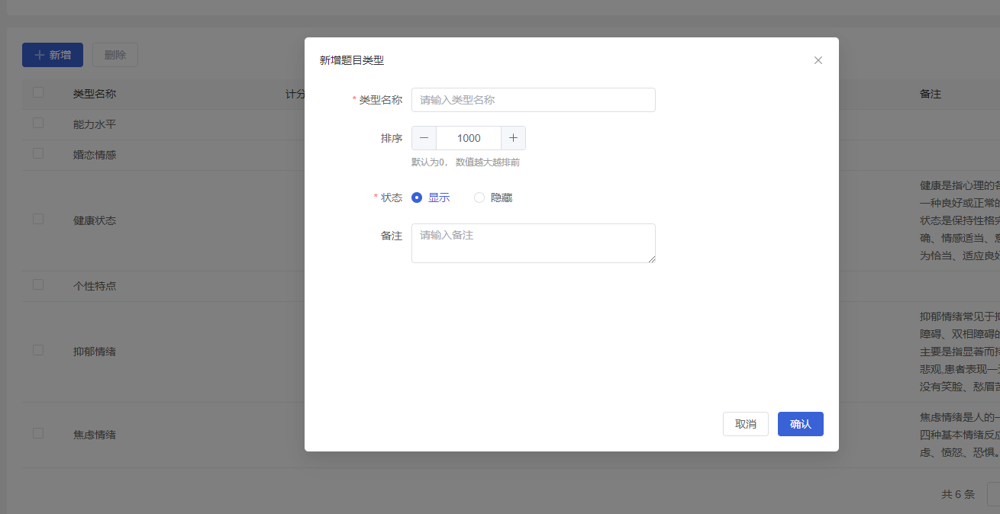 新增
删除
类型名称
计分
备注
能力水平
婚恋情感
健康状态
健康是指心理的各
一种良好或正常的
状态是保持性格完
确、情感适当、意
为恰当、适应良好
个性特点
抑郁情绪
抑郁情绪常见于抑
障碍、双相障碍的
主要是指显著而持
悲观,患者表现一天
没有笑脸、愁眉苦
焦虑情绪
焦虑情绪是人的一
四种基本情绪反应
虑、愤怒、恐惧。
共 6 条
新增题目类型
* 类型名称
请输入类型名称
排序
1000
默认为0， 数值越大越排前
* 状态
显示
隐藏
备注
请输入备注
取消
确认